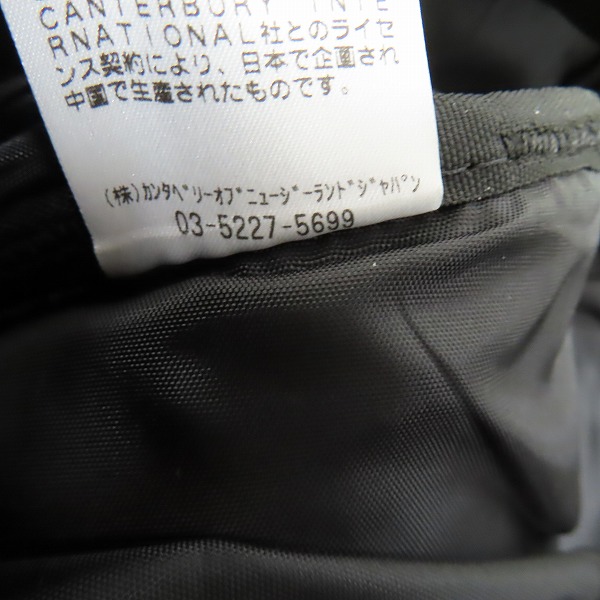 CANTERBURY INTE
RNATIONAL社とのライセ
ンス契約により、日本で企画され
中国で生産されたものです。
(株)カンタベリーオブニュージーランドジャパン
03-5227-5699